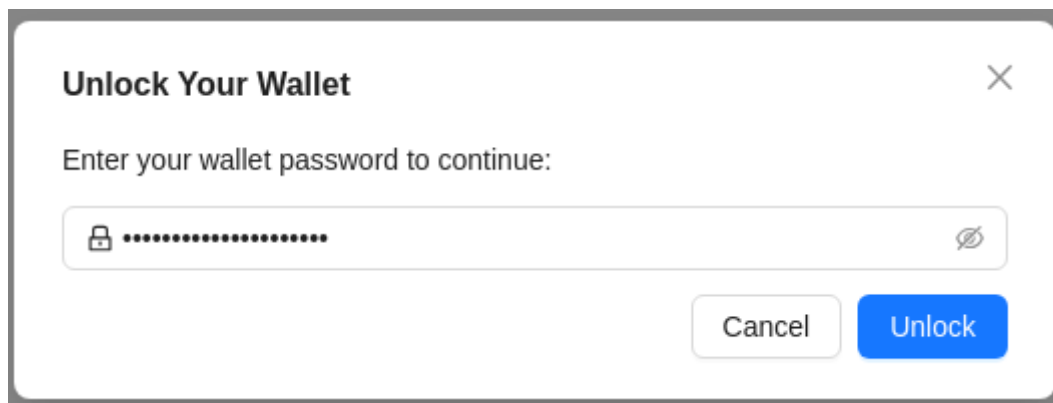 Unlock Your Wallet
Enter your wallet password to continue:
•••••••••••••••••••••
Cancel
Unlock